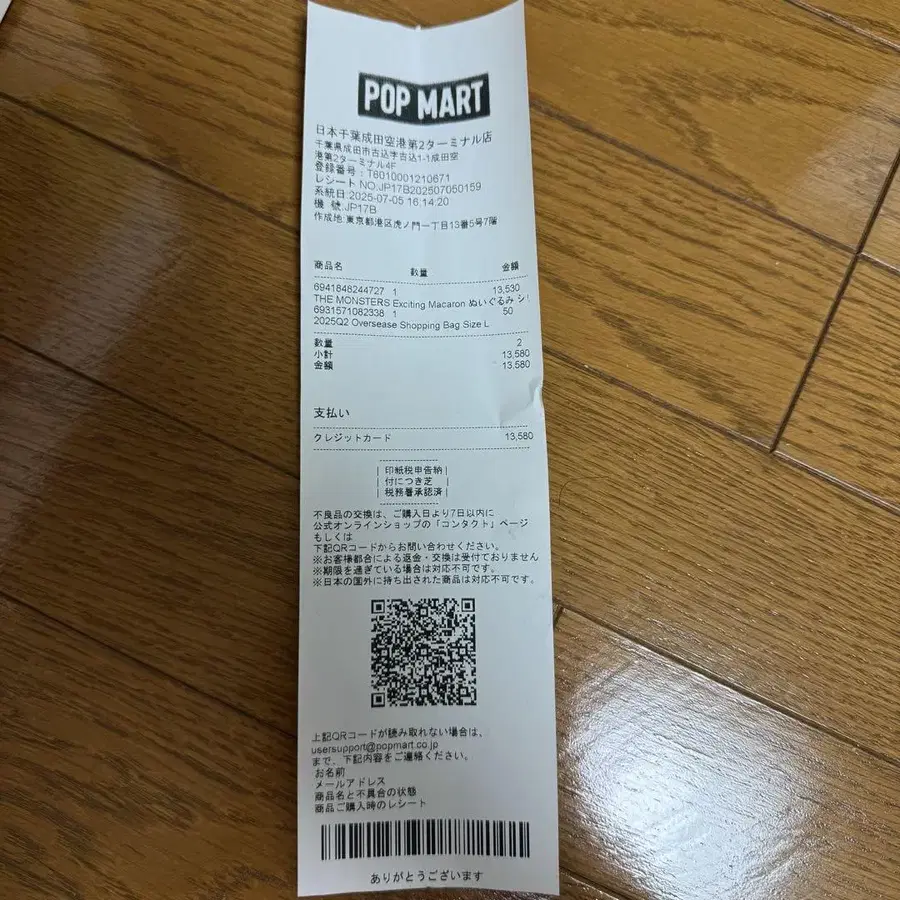 POP MART
日本千葉成田空港第2ターミナル店
千葉県成田市古込字古込1-1成田空
港第2ターミナル4F
登録番号：T6010001210671
レシート NO.JP17B202507050159
系統日:2025-07-05 16:14:20
機 號:JP17B
作成地:東京都港区虎ノ門一丁目13番5号7階
商品名 数量 金額
6941848244727 1 13,530
THE MONSTERS Exciting Macaron ぬいぐるみ シ
6931571082338 1 50
2025Q2 Oversease Shopping Bag Size L
数量 2
小計 13,580
金額 13,580
支払い
クレジットカード 13,580
印紙税申告納
付につき芝
税務署承認済
不良品の交換は、ご購入日より7日以内に
公式オンラインショップの「コンタクト」ページ
もしくは
下記QRコードからお問い合わせください。
※お客様都合による返金・交換は受付ておりません
※期限を過ぎている場合は対応不可です。
※日本の国外に持ち出された商品は対応不可です。
上記QRコードが読み取れない場合は、
usersupport@popmart.co.jp
まで、下記内容をご連絡ください。
お名前
メールアドレス
商品名と不具合の状態
商品ご購入時のレシート
ありがとうございます